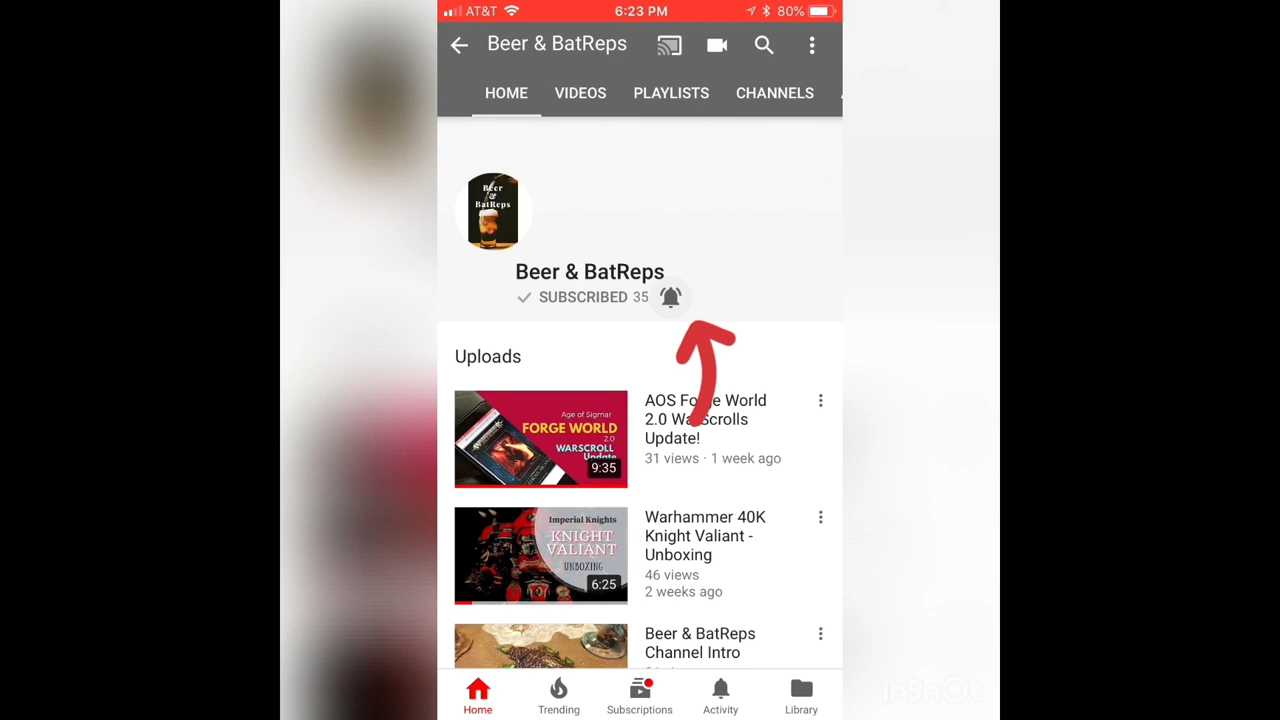 AT&T 6:23 PM 80%
Beer & BatReps
HOME VIDEOS PLAYLISTS CHANNELS
Beer
&
BatReps
Beer & BatReps
SUBSCRIBED 35
Uploads
Age of Sigmar
FORGE WORLD
2.0
WARSCROLL
Update
9:35
AOS Forge World
2.0 WarScrolls
Update!
31 views · 1 week ago
Imperial Knights
KNIGHT
VALIANT
UNBOXING
6:25
Warhammer 40K
Knight Valiant -
Unboxing
46 views
2 weeks ago
Beer & BatReps
Channel Intro
Home Trending Subscriptions Activity Library
InShOt